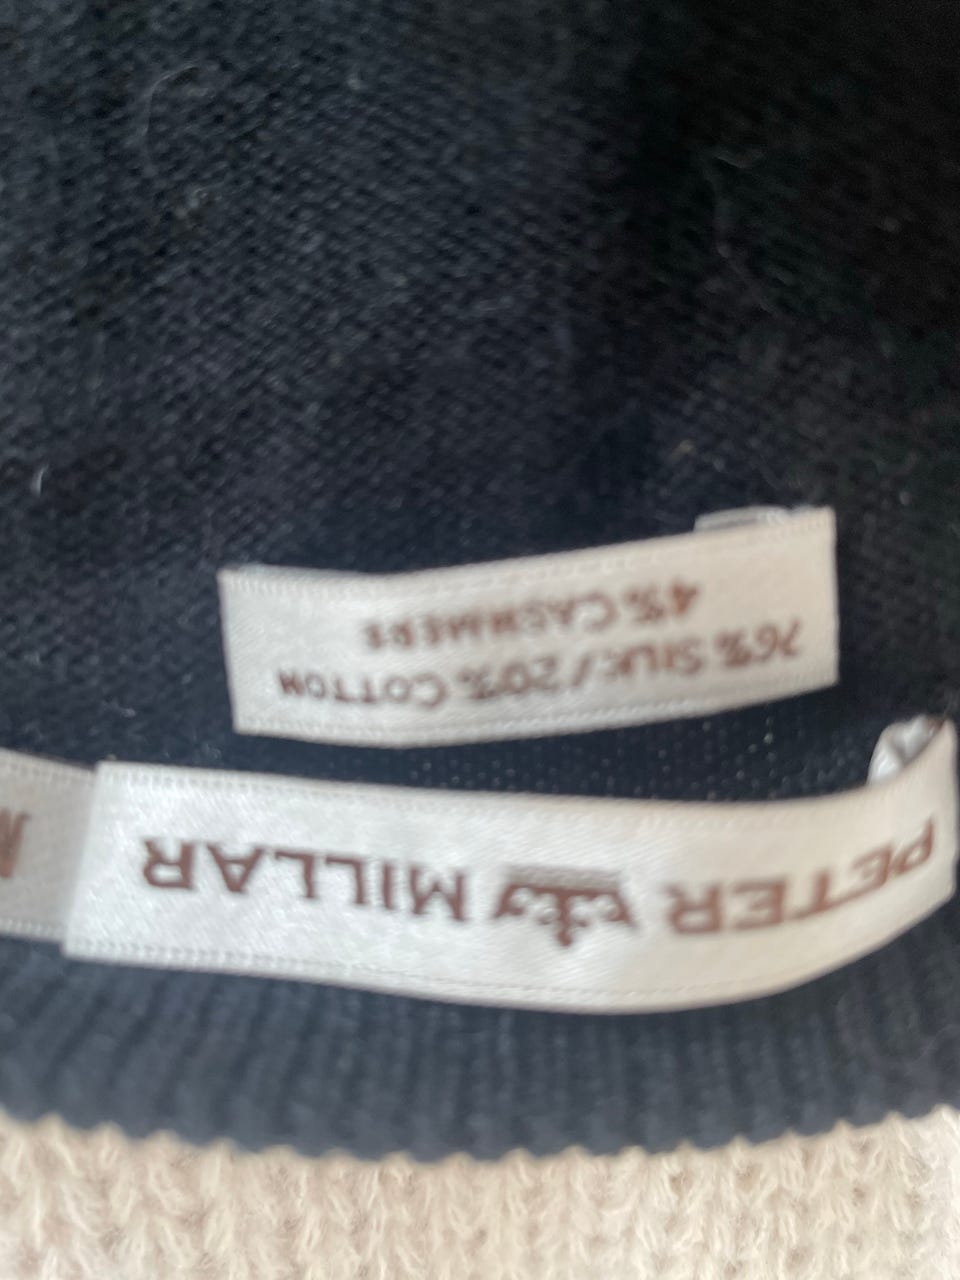 PETER MILLAR
M
76% SILK / 20% COTTON
4% CASHMERE